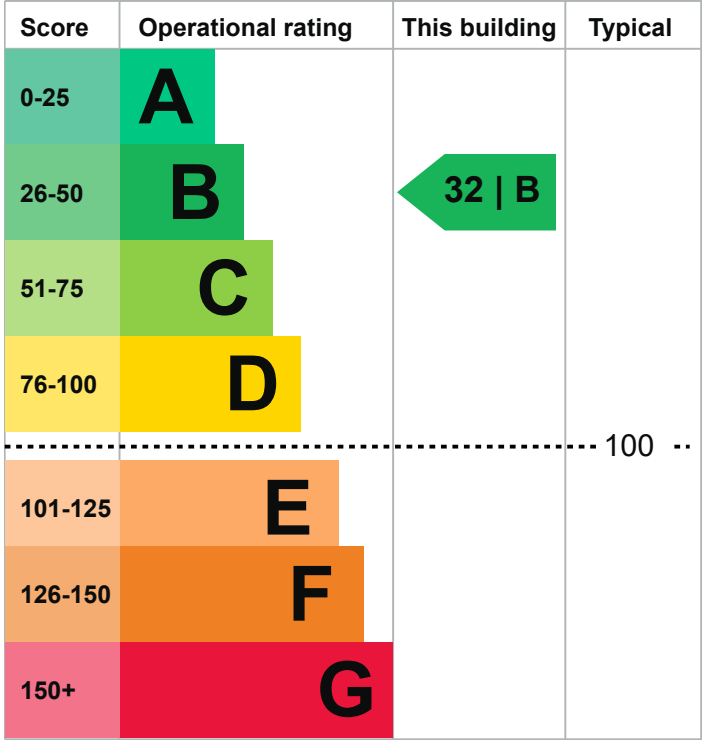 Score Operational rating This building Typical
0-25 A
26-50 B 32 | B
51-75 C
76-100 D
100
101-125 E
126-150 F
150+ G